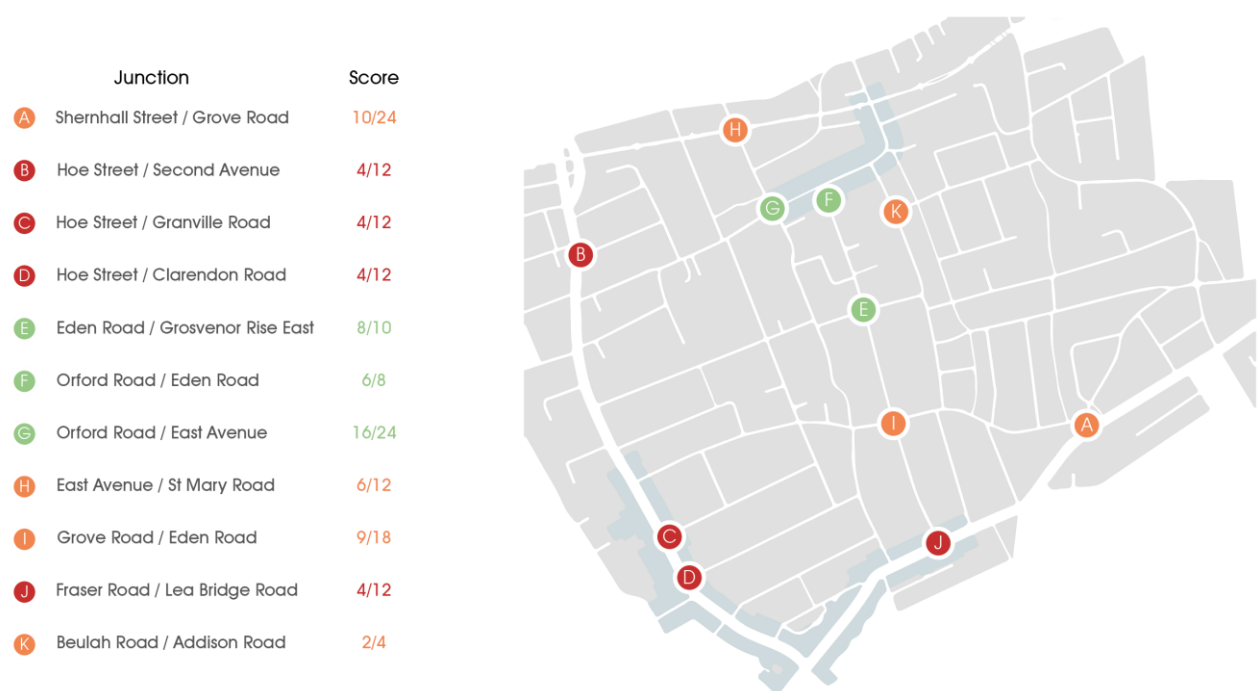 Junction Score
A Shernhall Street / Grove Road 10/24
B Hoe Street / Second Avenue 4/12
C Hoe Street / Granville Road 4/12
D Hoe Street / Clarendon Road 4/12
E Eden Road / Grosvenor Rise East 8/10
F Orford Road / Eden Road 6/8
G Orford Road / East Avenue 16/24
H East Avenue / St Mary Road 6/12
I Grove Road / Eden Road 9/18
J Fraser Road / Lea Bridge Road 4/12
K Beulah Road / Addison Road 2/4
H
F
G
K
B
E
I
A
C
J
D